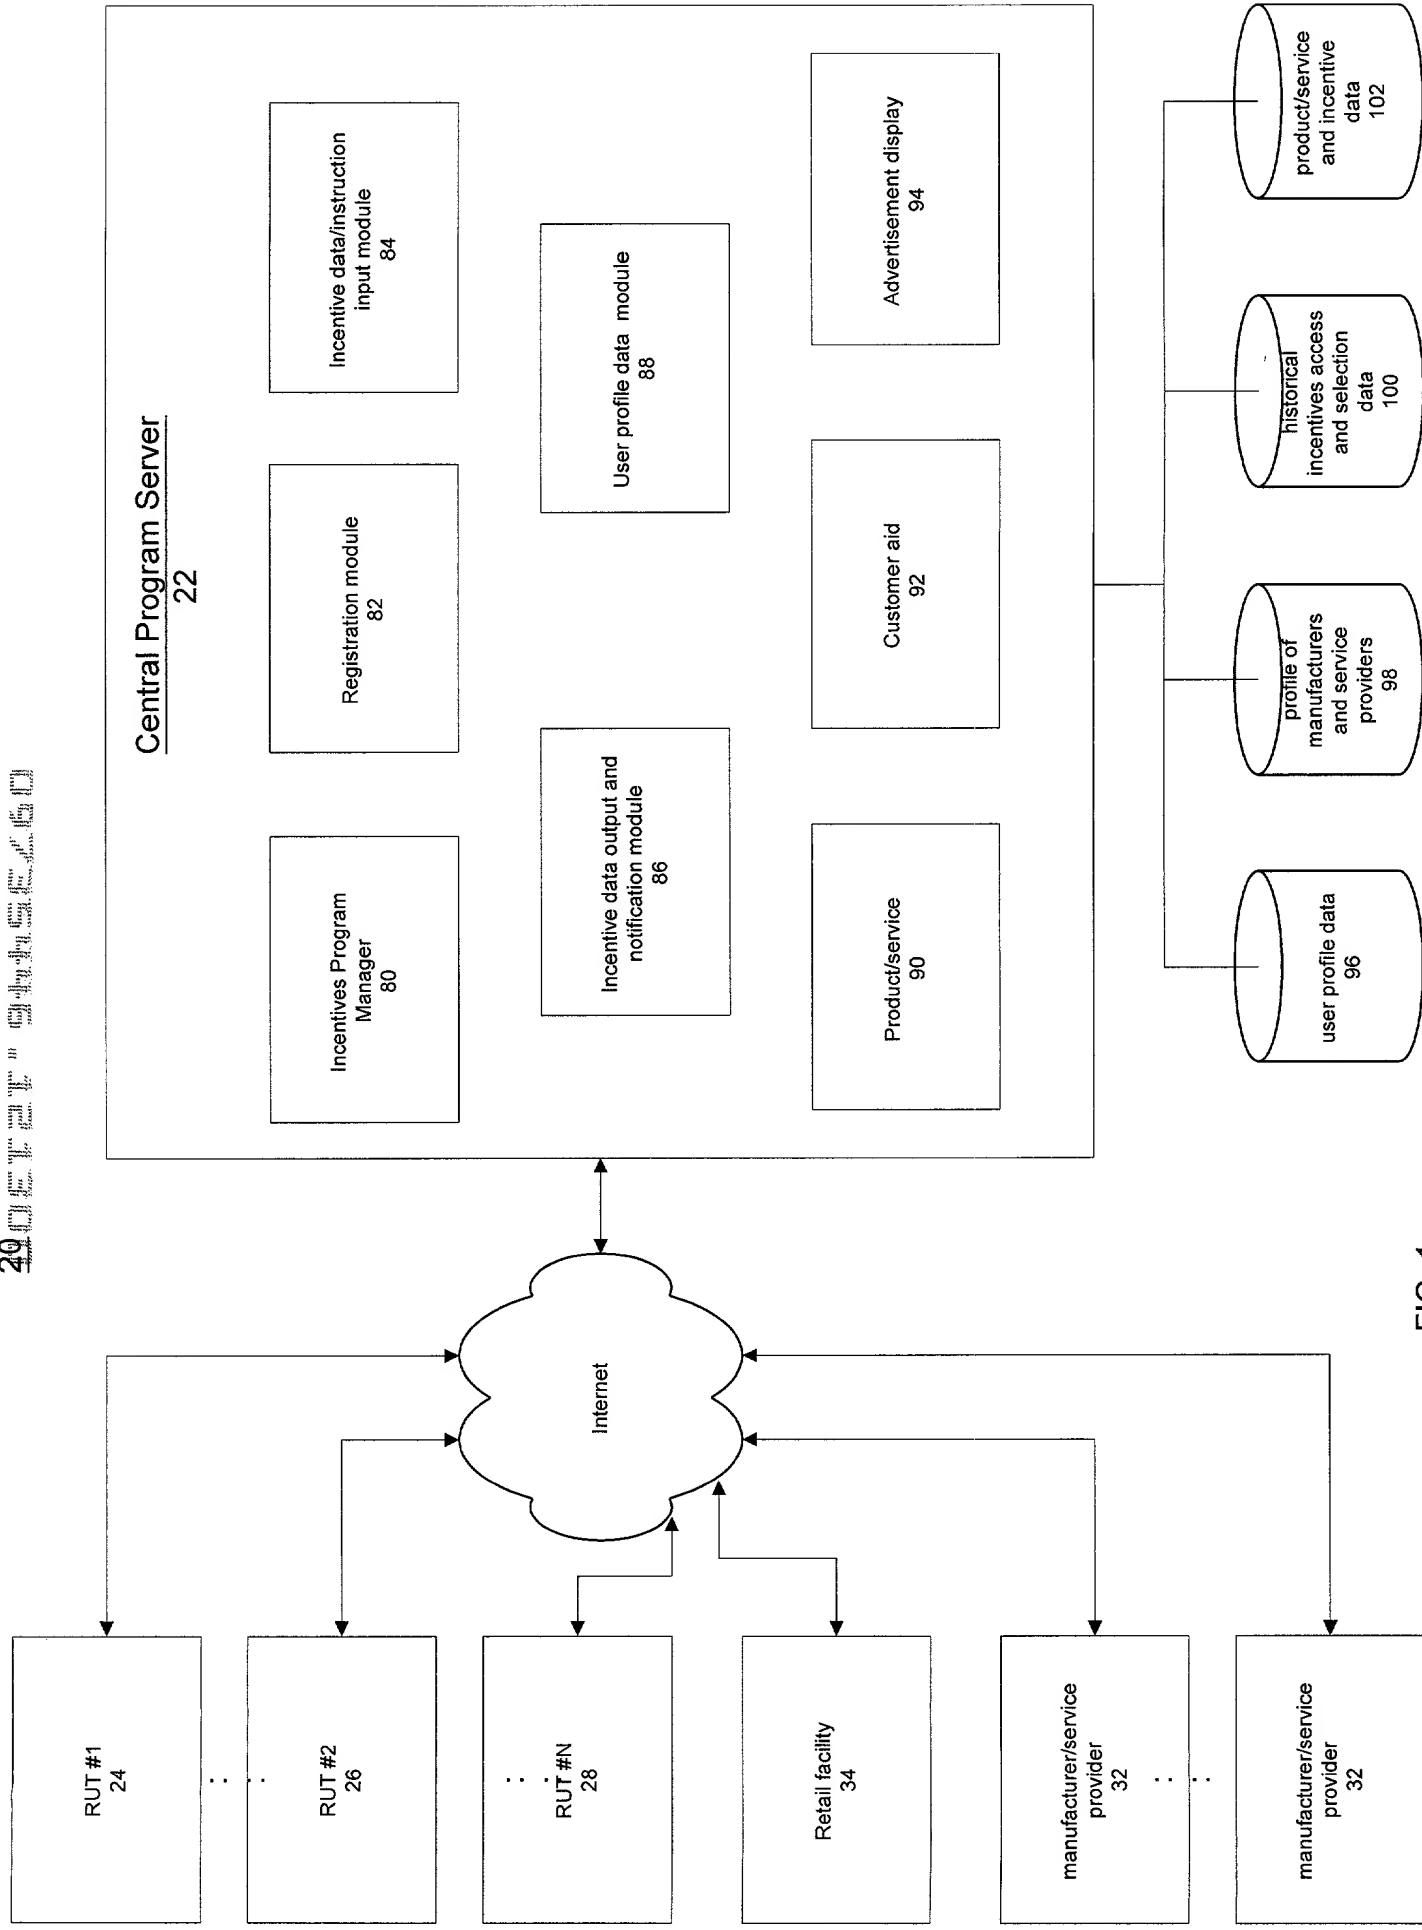 20
Central Program Server
22
Incentives Program
Manager
80
Registration module
82
Incentive data/instruction
input module
84
Incentive data output and
notification module
86
User profile data module
88
Product/service
90
Customer aid
92
Advertisement display
94
RUT #1
24
RUT #2
26
RUT #N
28
Retail facility
34
manufacturer/service
provider
32
manufacturer/service
provider
32
Internet
user profile data
96
profile of
manufacturers
and service
providers
98
historical
incentives access
and selection
data
100
product/service
and incentive
data
102